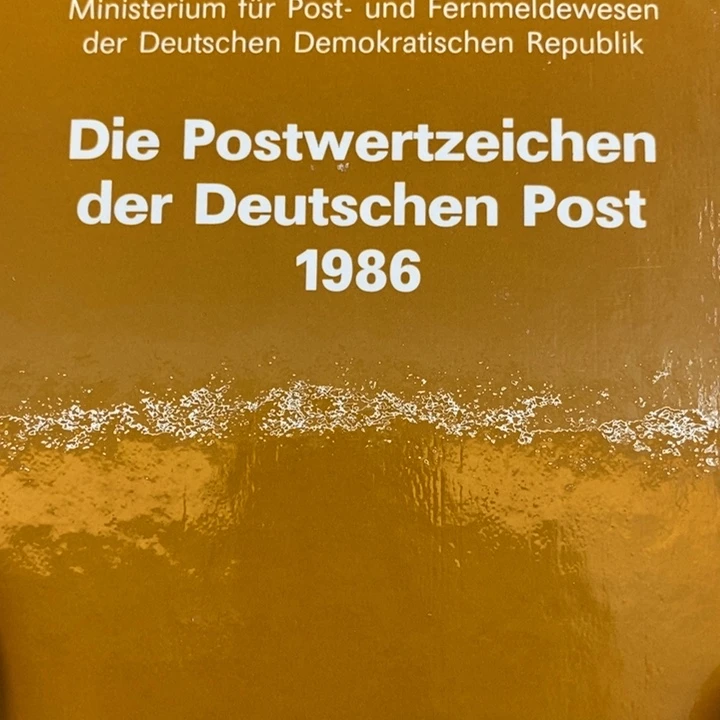 Ministerium für Post- und Fernmeldewesen
der Deutschen Demokratischen Republik
Die Postwertzeichen
der Deutschen Post
1986